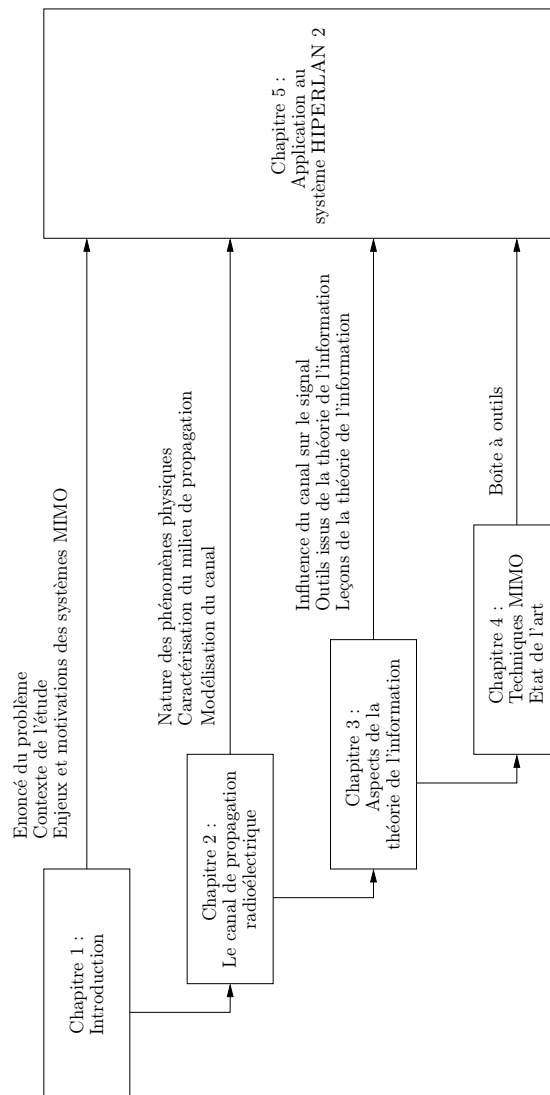 Chapitre 1 :
Introduction
Enoncé du problème
Contexte de l'étude
Enjeux et motivations des systèmes MIMO
Chapitre 2 :
Le canal de propagation
radioélectrique
Nature des phénomènes physiques
Caractérisation du milieu de propagation
Modélisation du canal
Chapitre 3 :
Aspects de la
théorie de l'information
Influence du canal sur le signal
Outils issus de la théorie de l'information
Leçons de la théorie de l'information
Chapitre 4 :
Techniques MIMO
Etat de l'art
Boîte à outils
Chapitre 5 :
Application au
système HIPERLAN 2